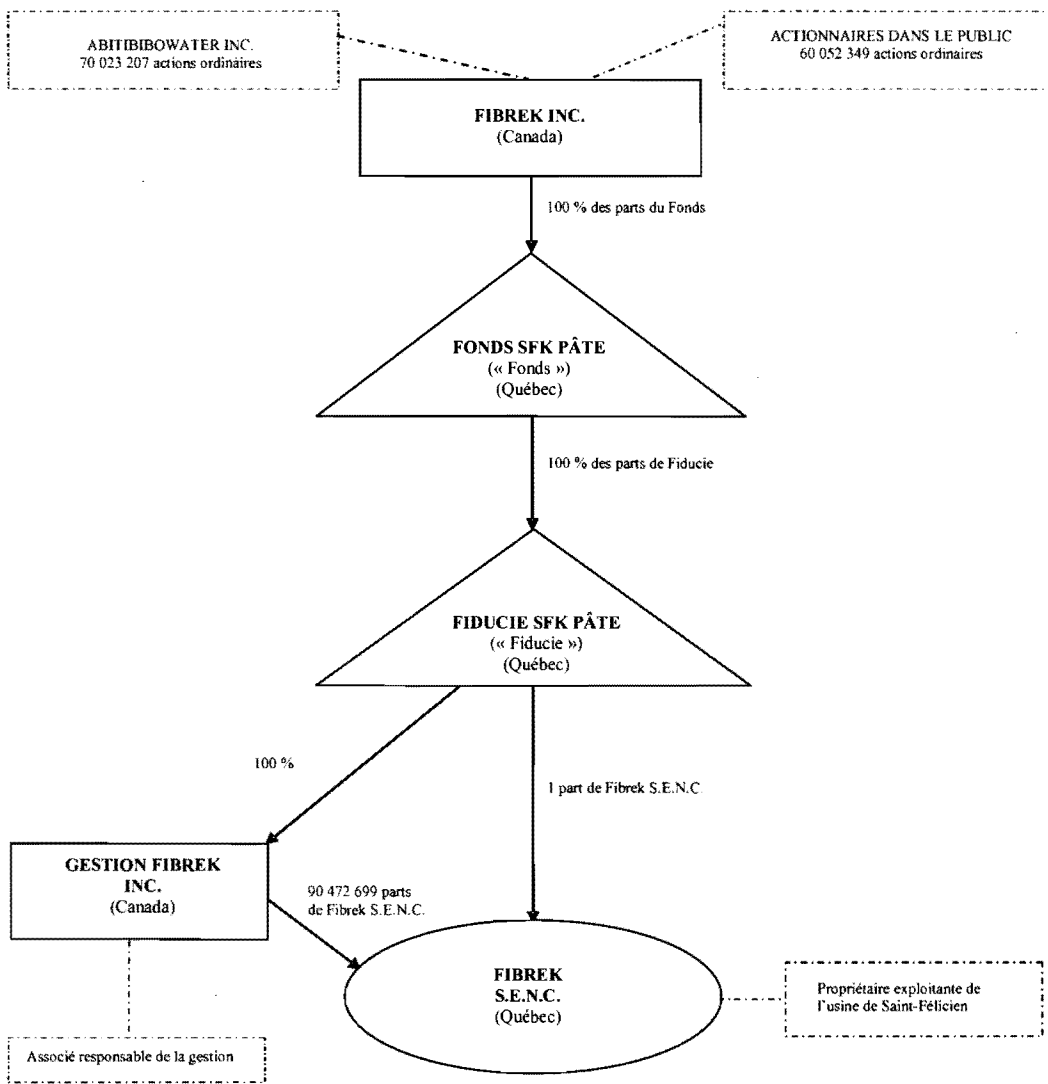 ABITIBIBOWATER INC.
70 023 207 actions ordinaires
ACTIONNAIRES DANS LE PUBLIC
60 052 349 actions ordinaires
FIBREK INC.
(Canada)
100 % des parts du Fonds
FONDS SFK PÂTE
(« Fonds »)
(Québec)
100 % des parts de Fiducie
FIDUCIE SFK PÂTE
(« Fiducie »)
(Québec)
100 %
1 part de Fibrek S.E.N.C.
GESTION FIBREK
INC.
(Canada)
90 472 699 parts
de Fibrek S.E.N.C.
FIBREK
S.E.N.C.
(Québec)
Propriétaire exploitante de
l'usine de Saint-Félicien
Associé responsable de la gestion